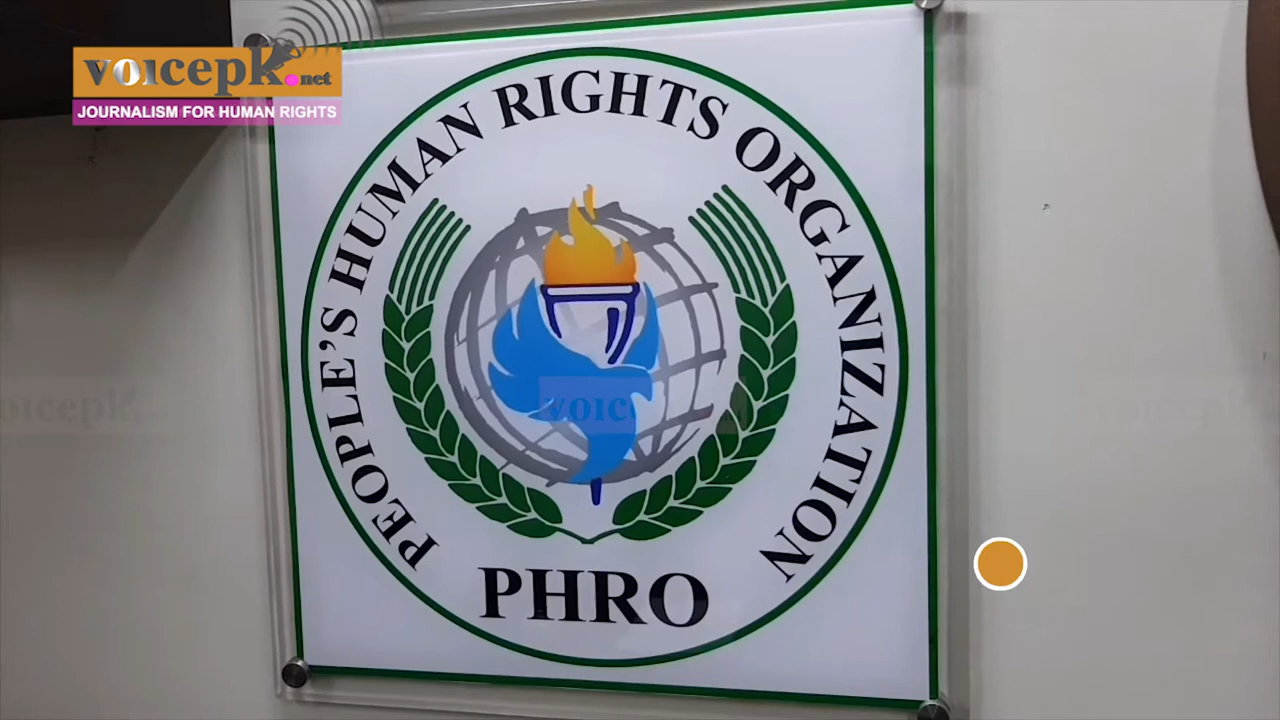 voicepk.net
JOURNALISM FOR HUMAN RIGHTS
PEOPLE'S HUMAN RIGHTS ORGANIZATION
PHRO